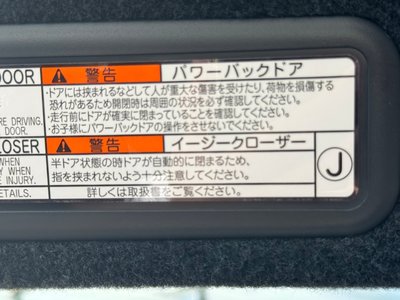 DOOR ⚠ 警告 パワーバックドア
・ドアには挟まれるなどして人が重大な傷害を受けたり、荷物を損傷する
恐れがあるため開閉時は周囲の状況を必ず確認してください。
RE DRIVING. ・走行前にドアが確実に閉まっていることを確認してください。
DOOR. ・お子様にパワーバックドアの操作をさせないでください。
LOSER ⚠ 警告 イージークローザー
WHEN 半ドア状態の時ドアが自動的に閉まるため、
WHEN 指を挟まれないよう十分注意してください。
E INJURY.
ETAILS. 詳しくは取扱書をご覧ください。
J